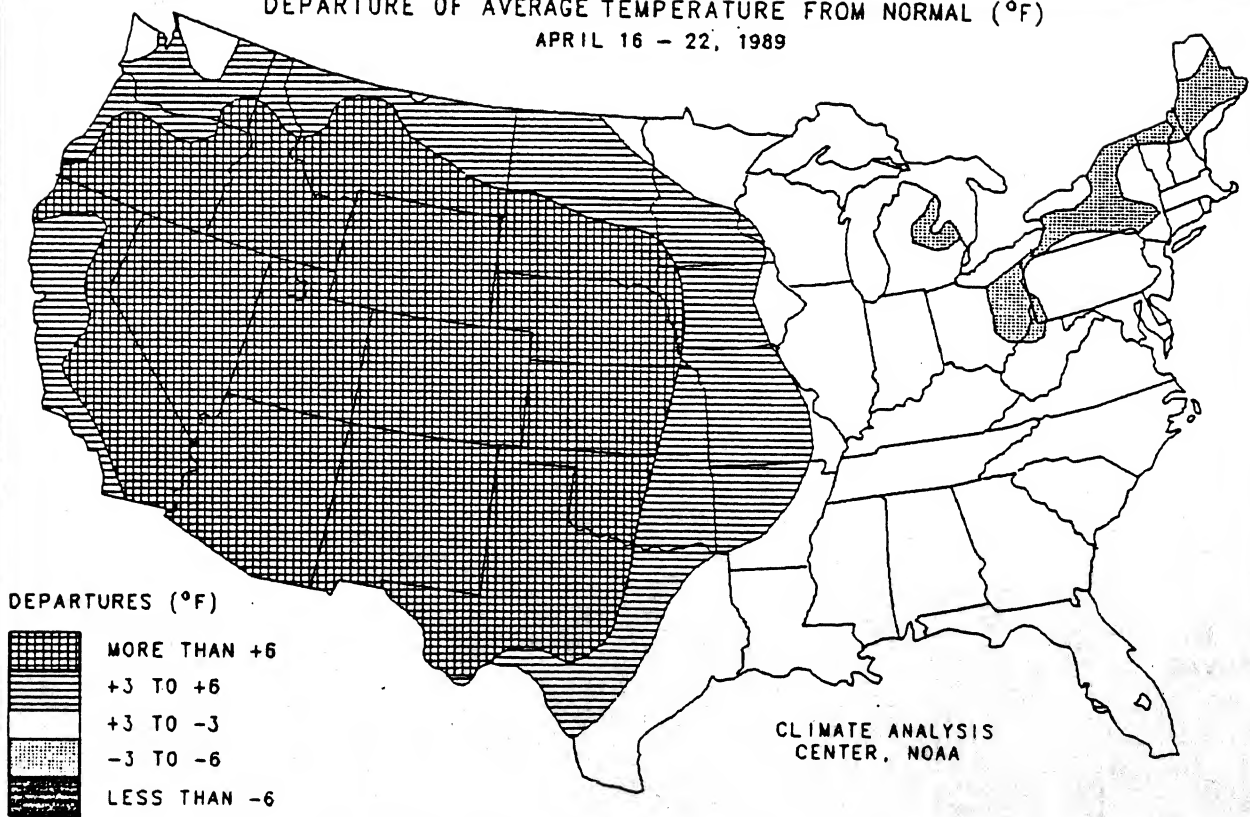 DEPARTURE OF AVERAGE TEMPERATURE FROM NORMAL (°F)
APRIL 16 - 22, 1989
DEPARTURES (°F)
MORE THAN +6
+3 TO +6
+3 TO -3
-3 TO -6
LESS THAN -6
CLIMATE ANALYSIS
CENTER, NOAA